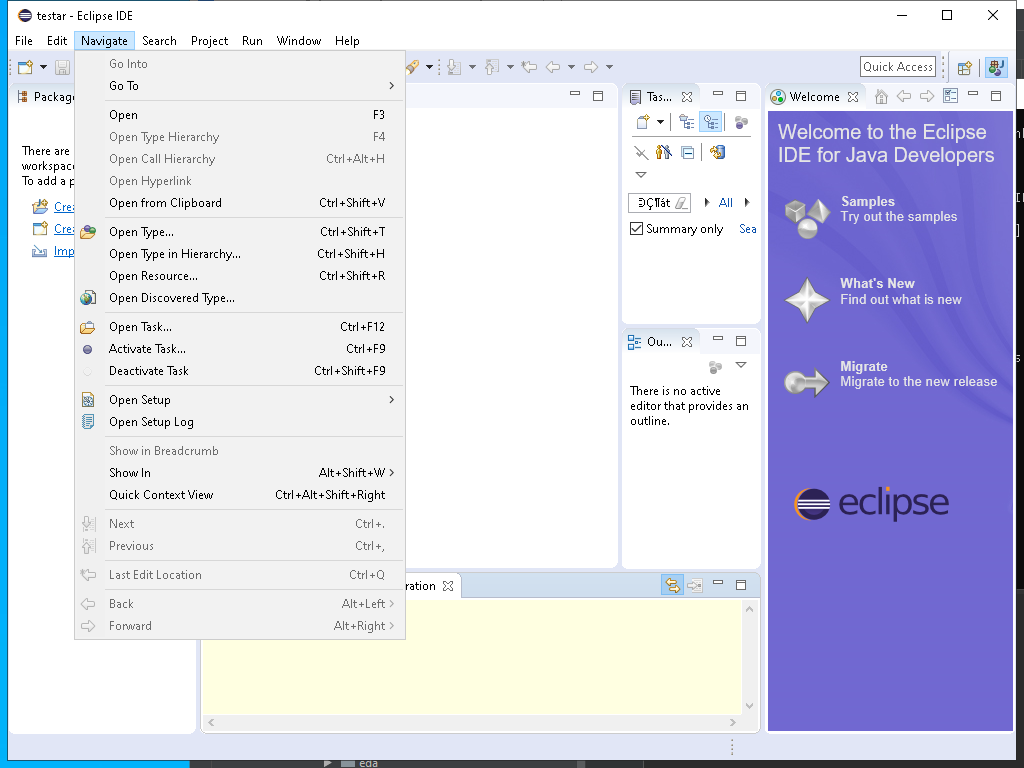 testar - Eclipse IDE
File Edit Navigate Search Project Run Window Help
Quick Access
Go Into
Go To
Open F3
Open Type Hierarchy F4
Open Call Hierarchy Ctrl+Alt+H
Open Hyperlink
Open from Clipboard Ctrl+Shift+V
Open Type... Ctrl+Shift+T
Open Type in Hierarchy... Ctrl+Shift+H
Open Resource... Ctrl+Shift+R
Open Discovered Type...
Open Task... Ctrl+F12
Activate Task... Ctrl+F9
Deactivate Task Ctrl+Shift+F9
Open Setup
Open Setup Log
Show in Breadcrumb
Show In Alt+Shift+W
Quick Context View Ctrl+Alt+Shift+Right
Next Ctrl+.
Previous Ctrl+,
Last Edit Location Ctrl+Q
Back Alt+Left
Forward Alt+Right
Package
There are
workspac
To add a p
Crea
Crea
Imp
ration
Tas...
All
Summary only Sea
Ou...
There is no active
editor that provides an
outline.
Welcome
Welcome to the Eclipse
IDE for Java Developers
Samples
Try out the samples
What's New
Find out what is new
Migrate
Migrate to the new release
eclipse
eda